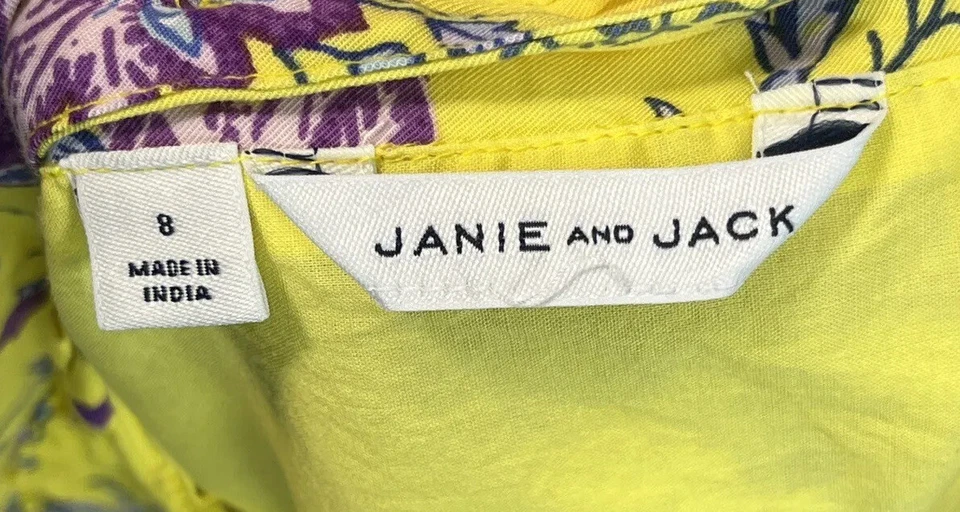 8
MADE IN
INDIA
JANIE AND JACK